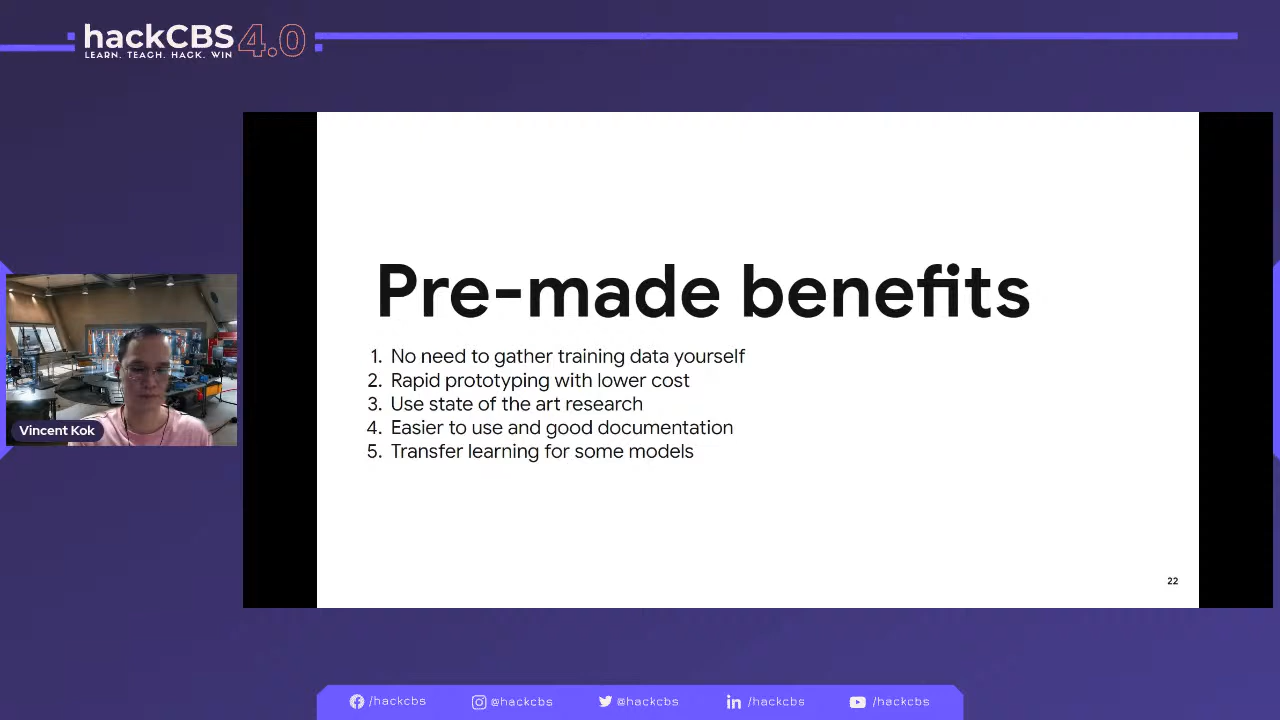 hackCBS 4.0
LEARN. TEACH. HACK. WIN
Pre-made benefits
1. No need to gather training data yourself
2. Rapid prototyping with lower cost
3. Use state of the art research
4. Easier to use and good documentation
5. Transfer learning for some models
Vincent Kok
22
/hackcbs @hackcbs @hackcbs /hackcbs /hackcbs